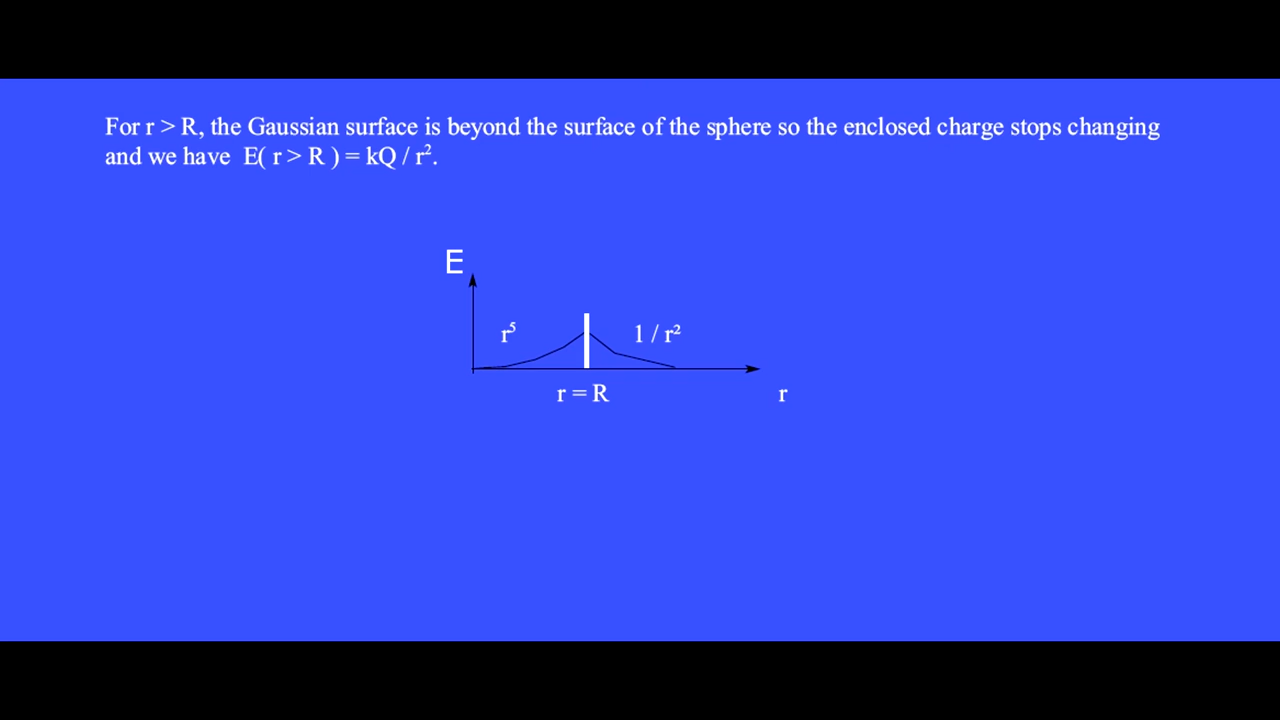 For r > R, the Gaussian surface is beyond the surface of the sphere so the enclosed charge stops changing
and we have E( r > R ) = kQ / r².
E
r⁵
1 / r²
r = R
r